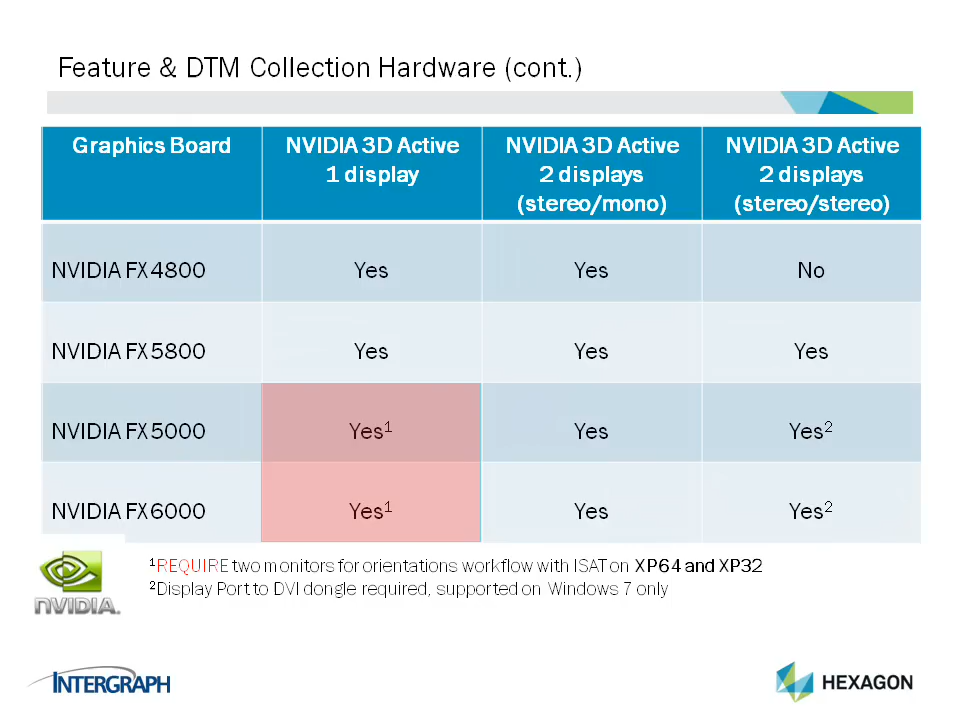 Feature & DTM Collection Hardware (cont.)
Graphics Board
NVIDIA 3D Active
1 display
NVIDIA 3D Active
2 displays
(stereo/mono)
NVIDIA 3D Active
2 displays
(stereo/stereo)
NVIDIA FX4800 Yes Yes No
NVIDIA FX5800 Yes Yes Yes
NVIDIA FX5000 Yes¹ Yes Yes²
NVIDIA FX6000 Yes¹ Yes Yes²
¹REQUIRE two monitors for orientations workflow with ISAT on XP64 and XP32
²Display Port to DVI dongle required, supported on Windows 7 only
NVIDIA.
INTERGRAPH
HEXAGON